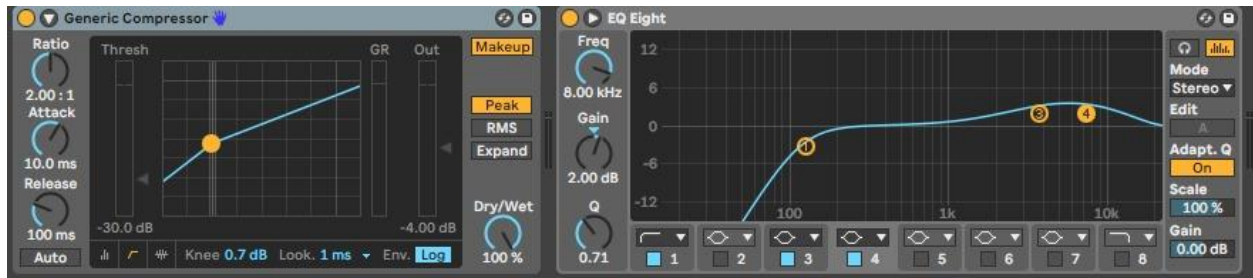 Generic Compressor
Ratio
2.00 : 1
Attack
10.0 ms
Release
100 ms
Auto
Thresh
GR
Out
-30.0 dB
-4.00 dB
Knee 0.7 dB Look. 1 ms Env. Log
Makeup
Peak
RMS
Expand
Dry/Wet
100 %
EQ Eight
Freq
8.00 kHz
Gain
2.00 dB
Q
0.71
12
6
0
-6
-12
100
1k
10k
1
3
4
1
2
3
4
5
6
7
8
Mode
Stereo
Edit
A
Adapt. Q
On
Scale
100 %
Gain
0.00 dB